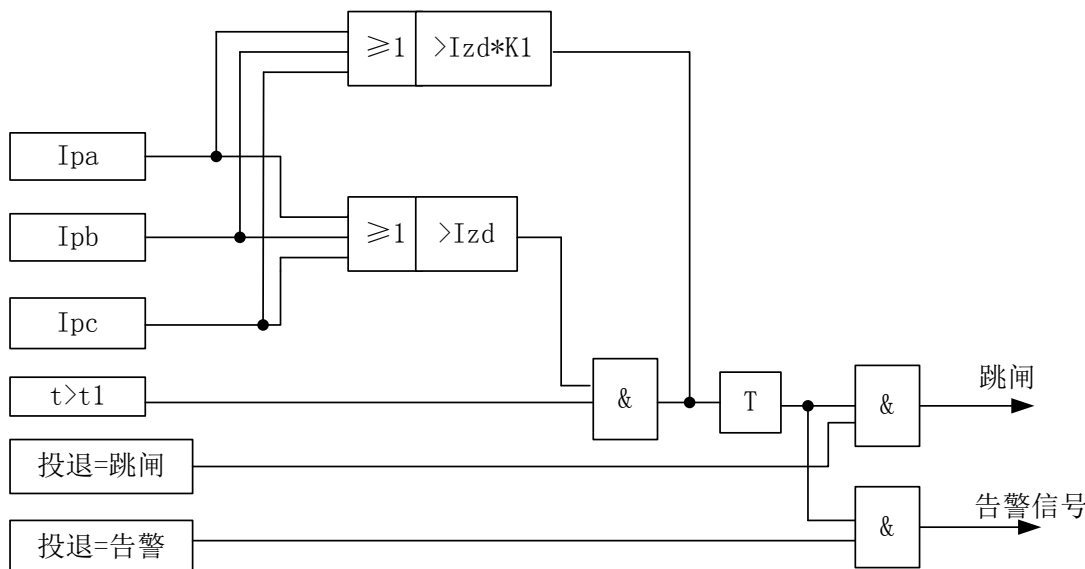 ≥1 >Izd*K1
Ipa
≥1 >Izd
Ipb
Ipc
t>t1
&
T
&
跳闸
投退=跳闸
&
告警信号
投退=告警